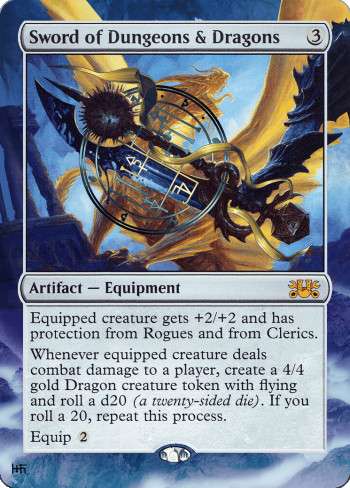 Sword of Dungeons & Dragons 3
Artifact — Equipment
Equipped creature gets +2/+2 and has
protection from Rogues and from Clerics.
Whenever equipped creature deals
combat damage to a player, create a 4/4
gold Dragon creature token with flying
and roll a d20 (a twenty-sided die). If you
roll a 20, repeat this process.
Equip 2